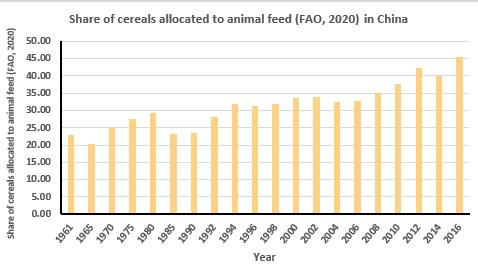 Share of cereals allocated to animal feed (FAO, 2020) in China
Share of cereals allocated to animal feed (FAO, 2020)
50.00
45.00
40.00
35.00
30.00
25.00
20.00
15.00
10.00
5.00
0.00
1961 1965 1970 1975 1980 1985 1990 1992 1994 1996 1998 2000 2002 2004 2006 2008 2010 2012 2014 2016
Year